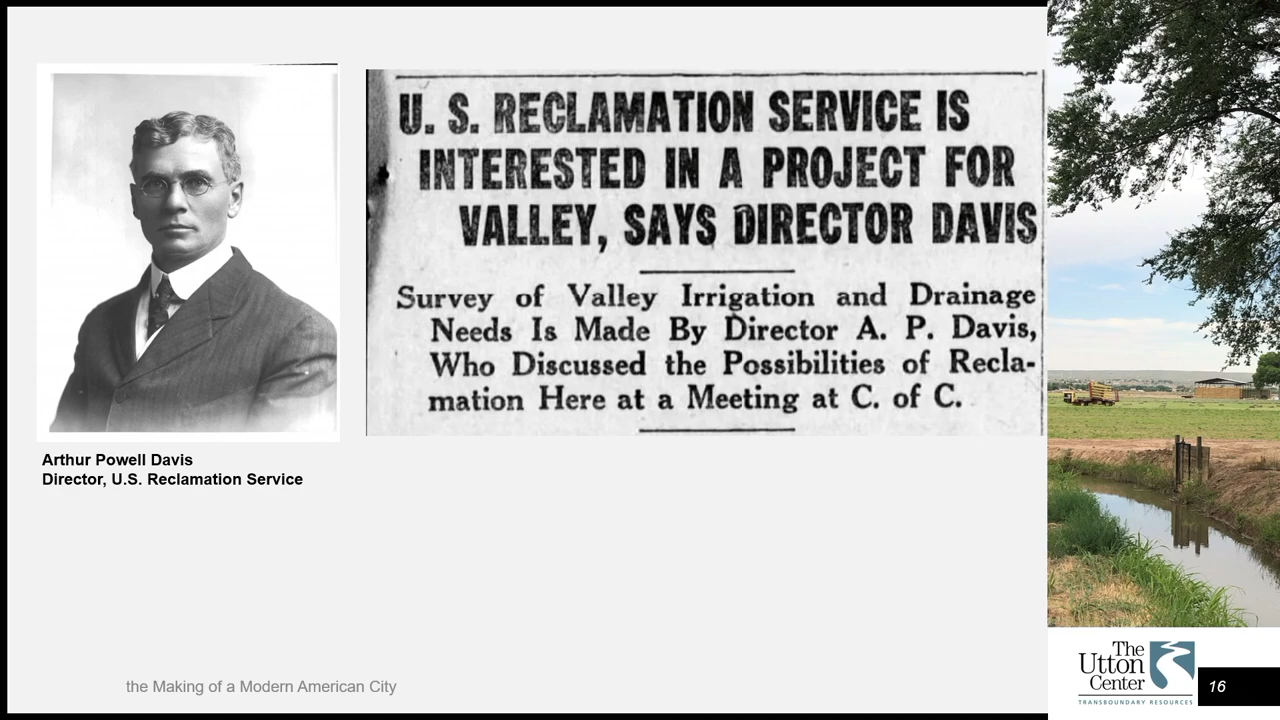 U. S. RECLAMATION SERVICE IS
INTERESTED IN A PROJECT FOR
VALLEY, SAYS DIRECTOR DAVIS
Survey of Valley Irrigation and Drainage
Needs Is Made By Director A. P. Davis,
Who Discussed the Possibilities of Recla-
mation Here at a Meeting at C. of C.
Arthur Powell Davis
Director, U.S. Reclamation Service
the Making of a Modern American City
The
Utton
Center
TRANSBOUNDARY RESOURCES
16